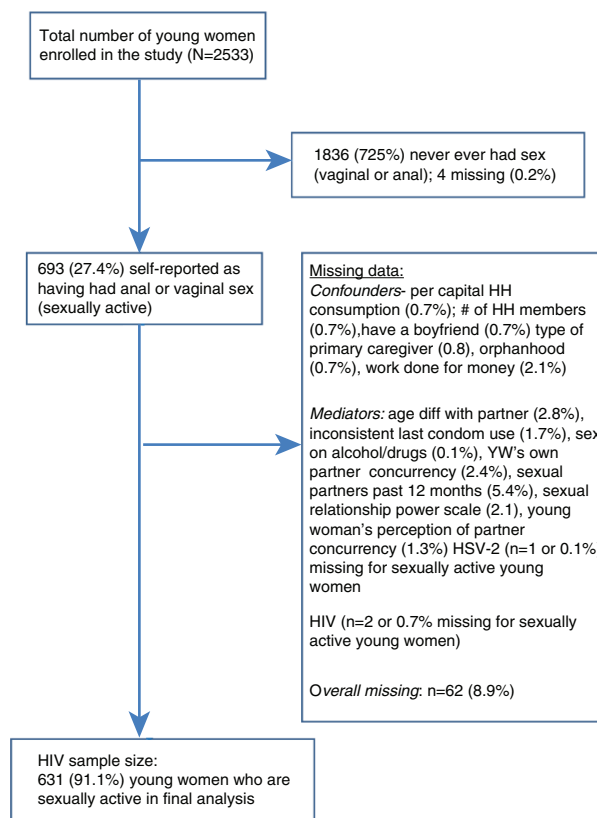 Total number of young women
enrolled in the study (N=2533)
1836 (725%) never ever had sex
(vaginal or anal); 4 missing (0.2%)
693 (27.4%) self-reported as
having had anal or vaginal sex
(sexually active)
Missing data:
Confounders- per capital HH
consumption (0.7%); # of HH members
(0.7%),have a boyfriend (0.7%) type of
primary caregiver (0.8), orphanhood
(0.7%), work done for money (2.1%)
Mediators: age diff with partner (2.8%),
inconsistent last condom use (1.7%), sex
on alcohol/drugs (0.1%), YW's own
partner concurrency (2.4%), sexual
partners past 12 months (5.4%), sexual
relationship power scale (2.1), young
woman's perception of partner
concurrency (1.3%) HSV-2 (n=1 or 0.1%
missing for sexually active young
women
HIV (n=2 or 0.7% missing for sexually
active young women)
Overall missing: n=62 (8.9%)
HIV sample size:
631 (91.1%) young women who are
sexually active in final analysis